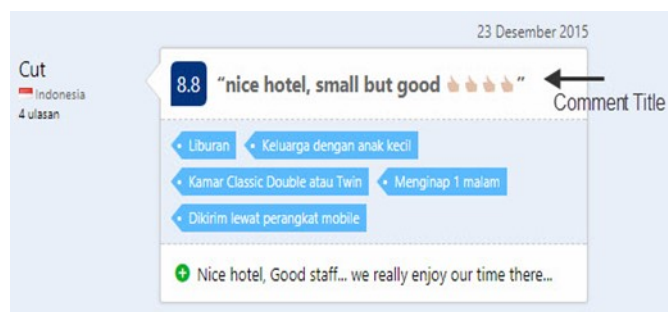 23 Desember 2015
Cut
Indonesia
4 ulasan
8.8 “nice hotel, small but good 👍👍👍👍”
Comment Title
• Liburan • Keluarga dengan anak kecil
• Kamar Classic Double atau Twin • Menginap 1 malam
• Dikirim lewat perangkat mobile
Nice hotel, Good staff... we really enjoy our time there...